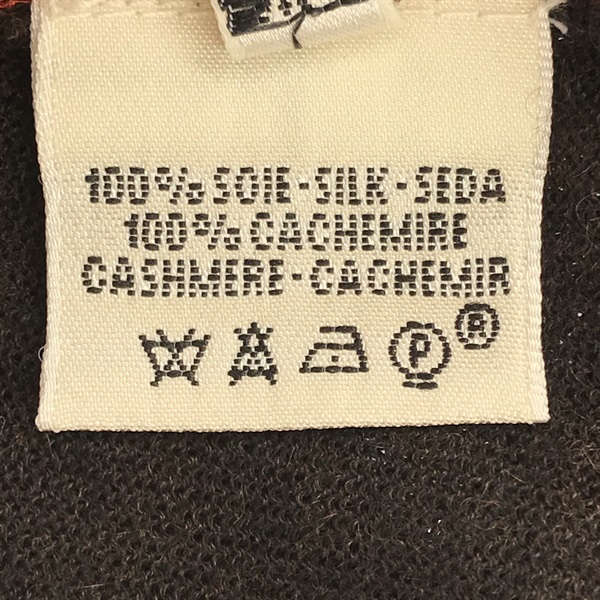 100% SOIE-SILK-SEDA
100% CACHEMIRE
CASHMERE-CACHEMIR
P ®